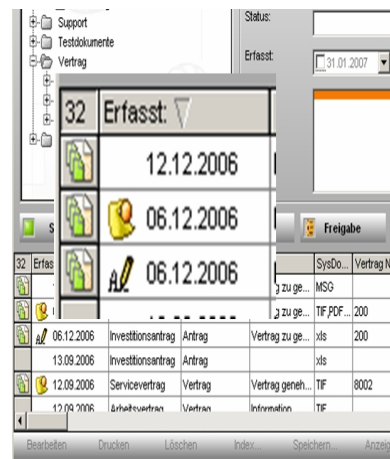 Support
Status:
Testdokumente
Vertrag
Erfasst:
31.01.2007
32 Erfasst:
12.12.2006
06.12.2006
06.12.2006
Freigabe
32 Erfas SysDo... Vertrag N
g zu ge... MSG
g zu ge... TIF,PDF... 200
06.12.2006 Investitionsantrag Antrag Vertrag zu ge... xls 200
13.09.2006 Investitionsantrag Antrag xls
12.09.2006 Servicevertrag Vertrag Vertrag geneh... TIF 8002
12.09.2006 Arbeitsvertrag Vertrag Information TIF
Bearbeiten Drucken Löschen Index... Speichern... Anzeig